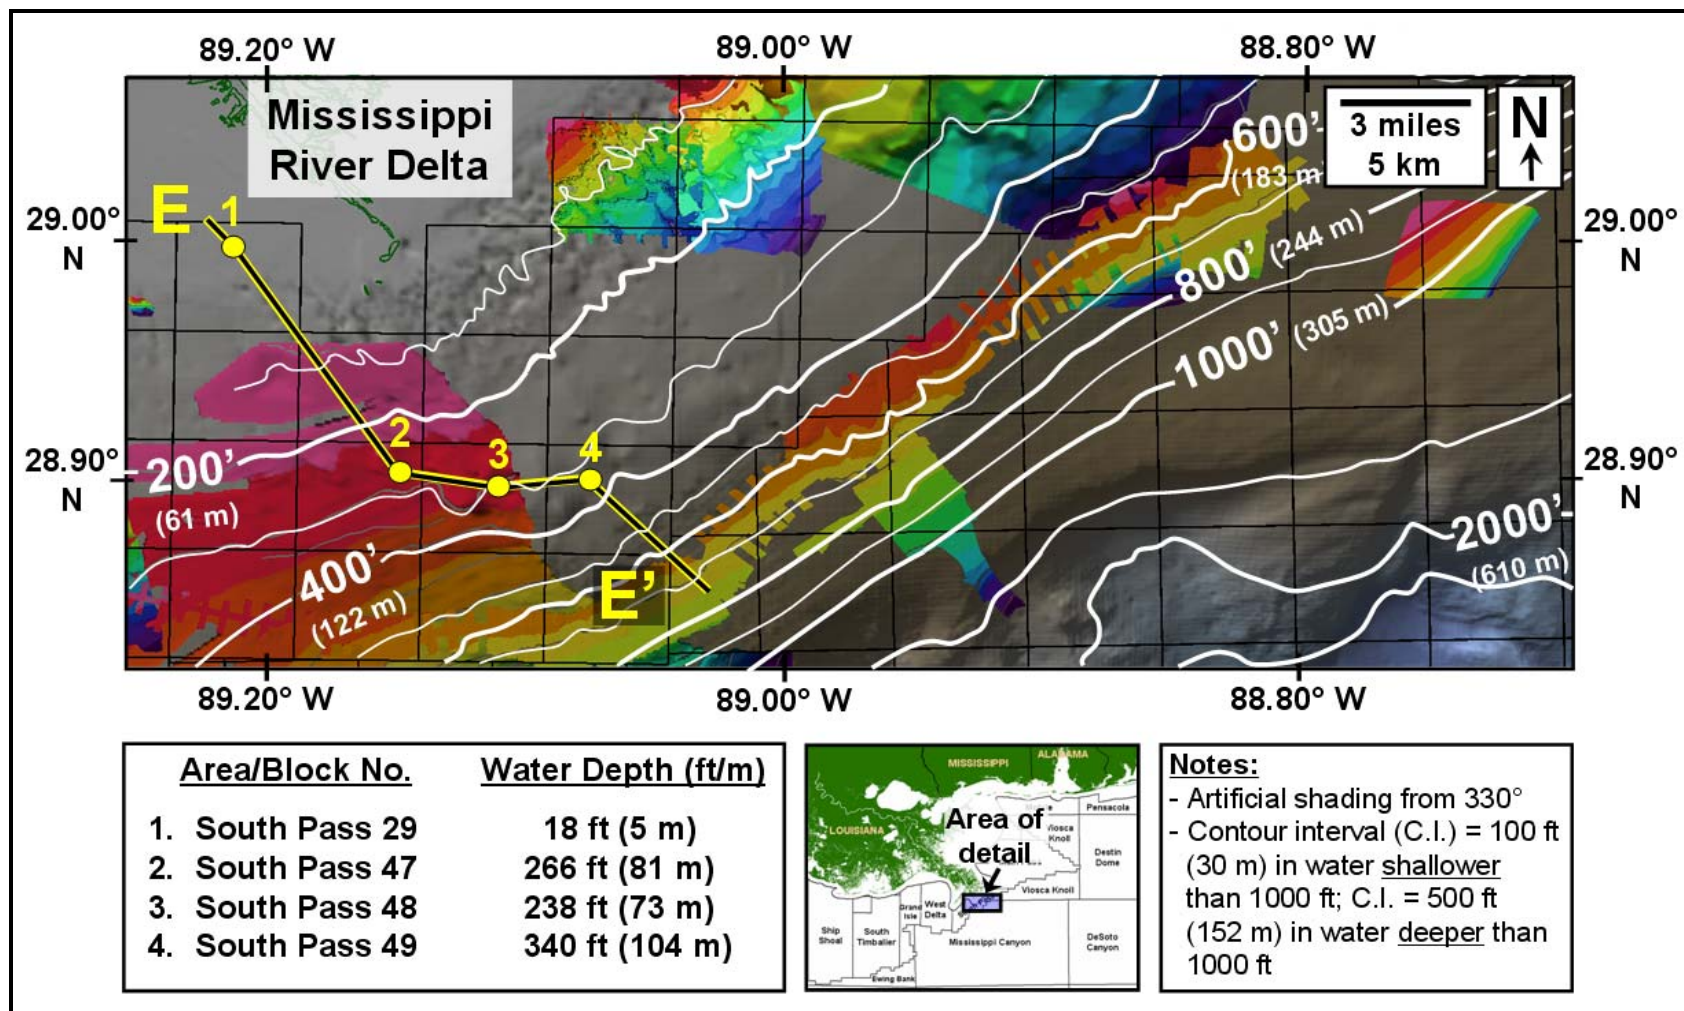 89.20° W 89.00° W 88.80° W
Mississippi
River Delta
3 miles
5 km
N
600'
(183 m
E 1
29.00°
N
29.00°
N
800' (244 m)
1000' (305 m)
2 3 4
28.90°
N
28.90°
N
200'
(61 m)
400'
(122 m)
E'
2000'
(610 m)
89.20° W 89.00° W 88.80° W
Area/Block No. Water Depth (ft/m)
1. South Pass 29 18 ft (5 m)
2. South Pass 47 266 ft (81 m)
3. South Pass 48 238 ft (73 m)
4. South Pass 49 340 ft (104 m)
MISSISSIPPI
ALABAMA
LOUISIANA
Area of
detail
Pensacola
Viosca
Knoll
Destin
Dome
Viosca Knoll
Grand
Isle
West
Delta
Ship
Shoal
South
Timbalier
Mississippi Canyon
DeSoto
Canyon
Ewing Bank
Notes:
- Artificial shading from 330°
- Contour interval (C.I.) = 100 ft
(30 m) in water shallower
than 1000 ft; C.I. = 500 ft
(152 m) in water deeper than
1000 ft